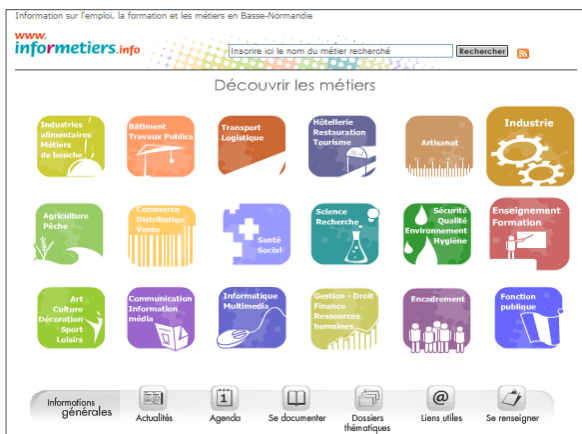 Information sur l'emploi, la formation et les métiers en Basse-Normandie
www.
informetiers.info
Inscrire ici le nom du métier recherché
Rechercher
Découvrir les métiers
Industries
alimentaires
Métiers
de bouche
Bâtiment
Travaux Publics
Transport
Logistique
Hôtellerie
Restauration
Tourisme
Artisanat
Industrie
Agriculture
Pêche
Commerce
Distribution
Vente
Santé
Social
Science
Recherche
Sécurité
Qualité
Environnement
Hygiène
Enseignement
Formation
Art
Culture
Décoration
Sport
Loisirs
Communication
Information
média
Informatique
Multimedia
Gestion - Droit
Finance
Ressources
humaines
Encadrement
Fonction
publique
Informations
générales
Actualités
1
Agenda
Se documenter
Dossiers
thématiques
@
Liens utiles
Se renseigner